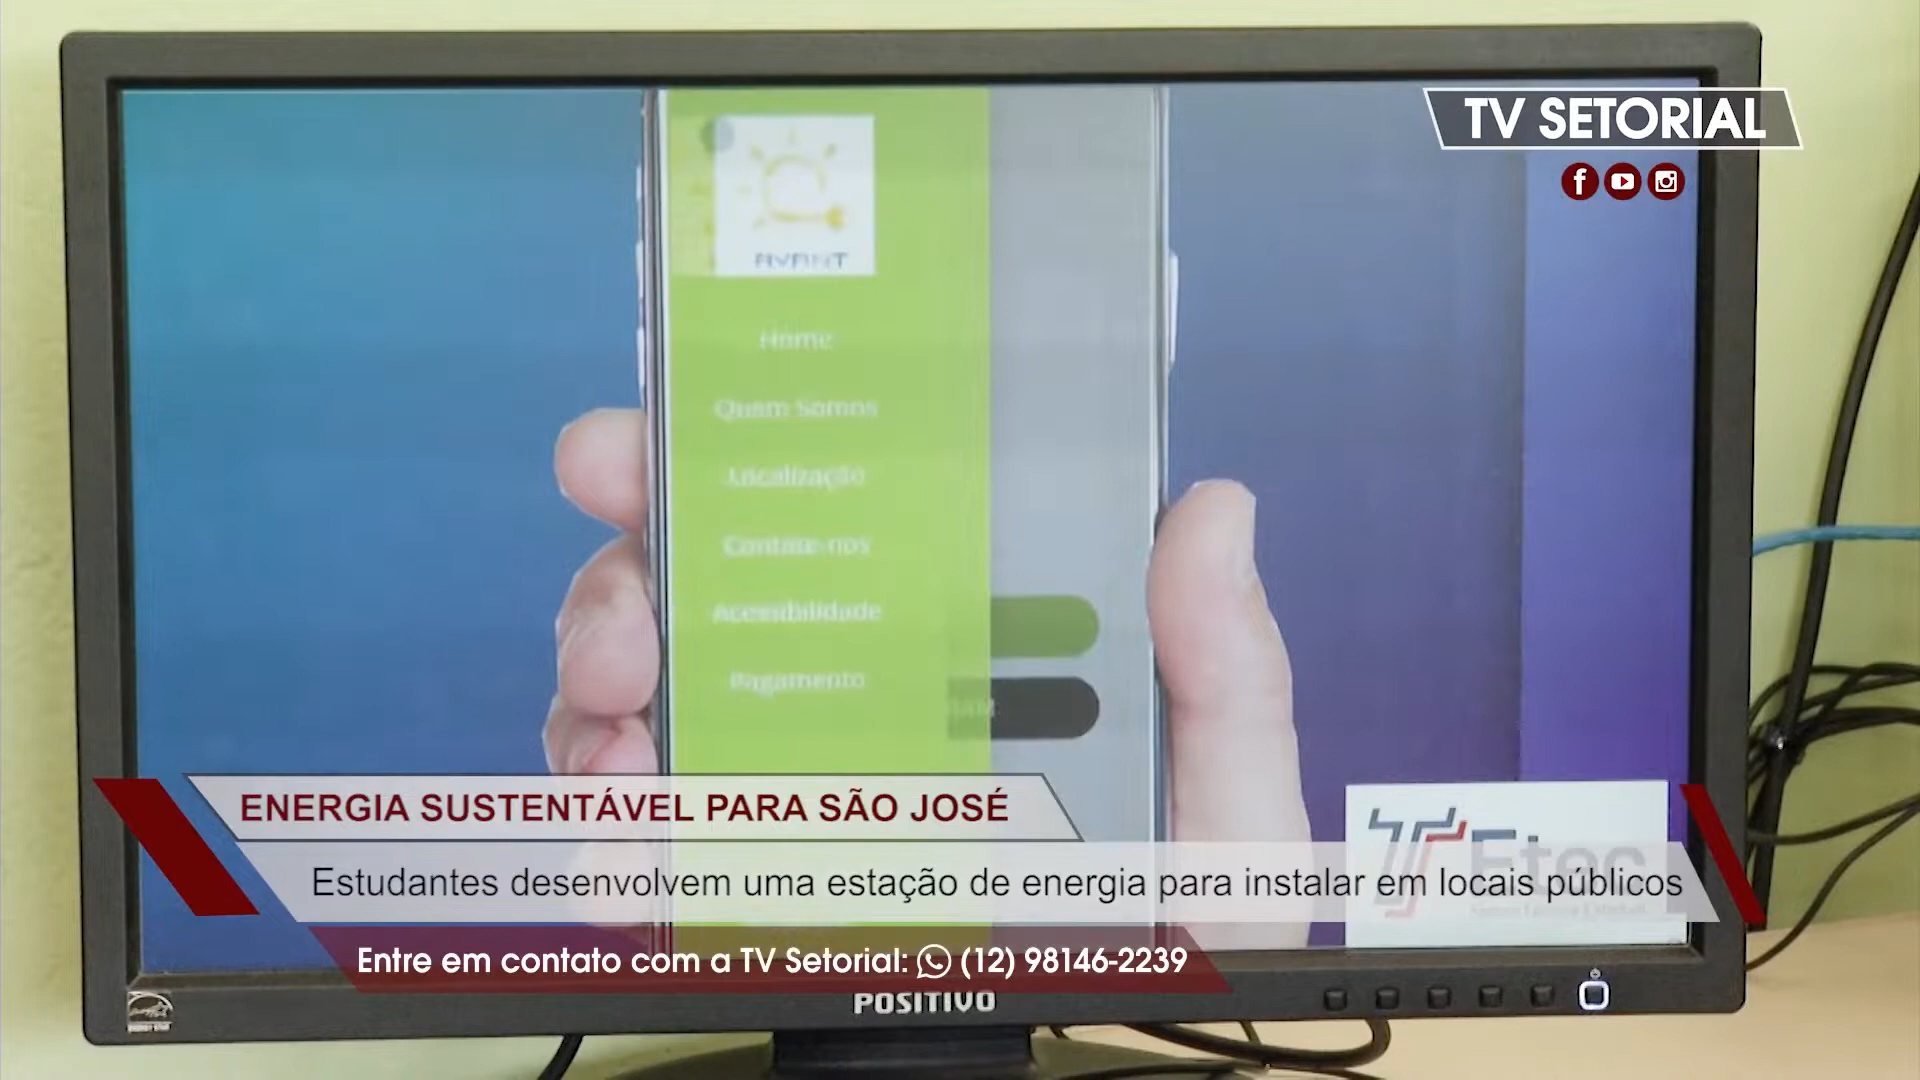 TV SETORIAL
AVANT
Home
Quem Somos
Localização
Contate-nos
Acessibilidade
Pagamento
ENERGIA SUSTENTÁVEL PARA SÃO JOSÉ
Etec
Estudantes desenvolvem uma estação de energia para instalar em locais públicos
Entre em contato com a TV Setorial: (12) 98146-2239
POSITIVO